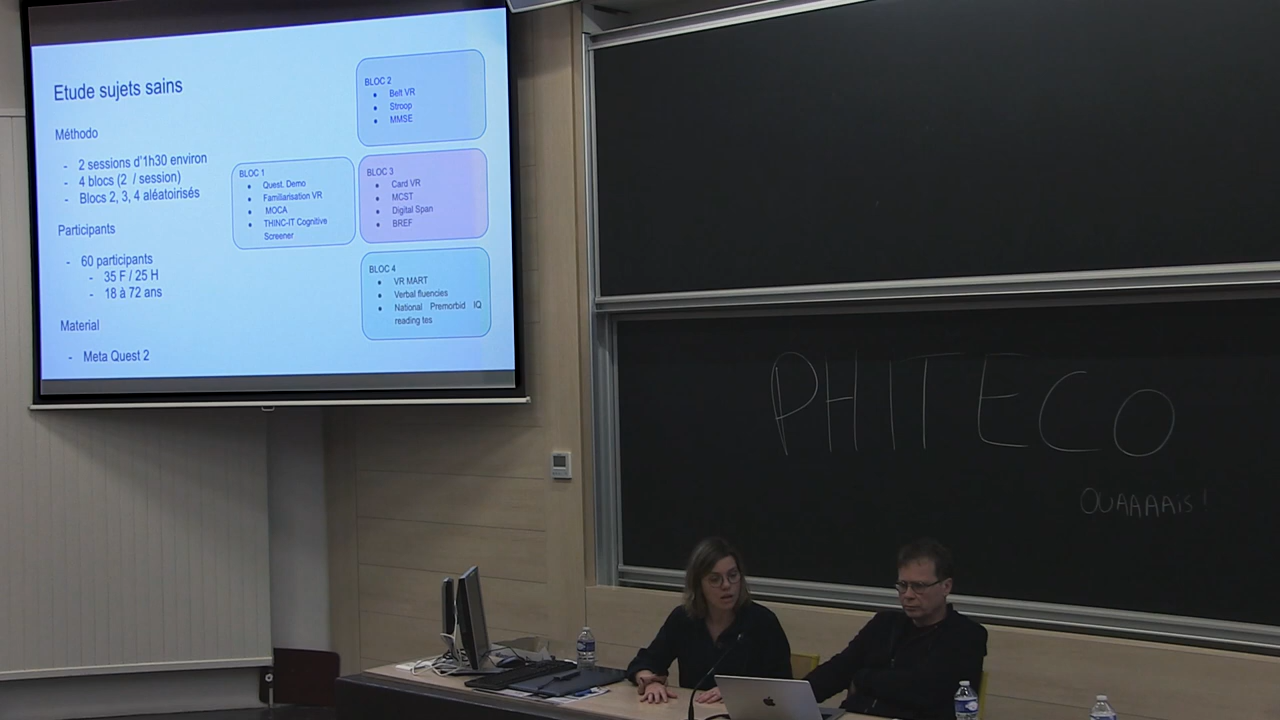 Etude sujets sains
Méthodo
- 2 sessions d'1h30 environ
- 4 blocs (2 / session)
- Blocs 2, 3, 4 aléatoirisés
Participants
- 60 participants
- 35 F / 25 H
- 18 à 72 ans
Material
- Meta Quest 2
BLOC 1
● Quest. Demo
● Familiarisation VR
● MOCA
● THINC-IT Cognitive
Screener
BLOC 2
● Belt VR
● Stroop
● MMSE
BLOC 3
● Card VR
● MCST
● Digital Span
● BREF
BLOC 4
● VR MART
● Verbal fluencies
● National Premorbid IQ
reading tes
PHITECO
OUAAAAis !